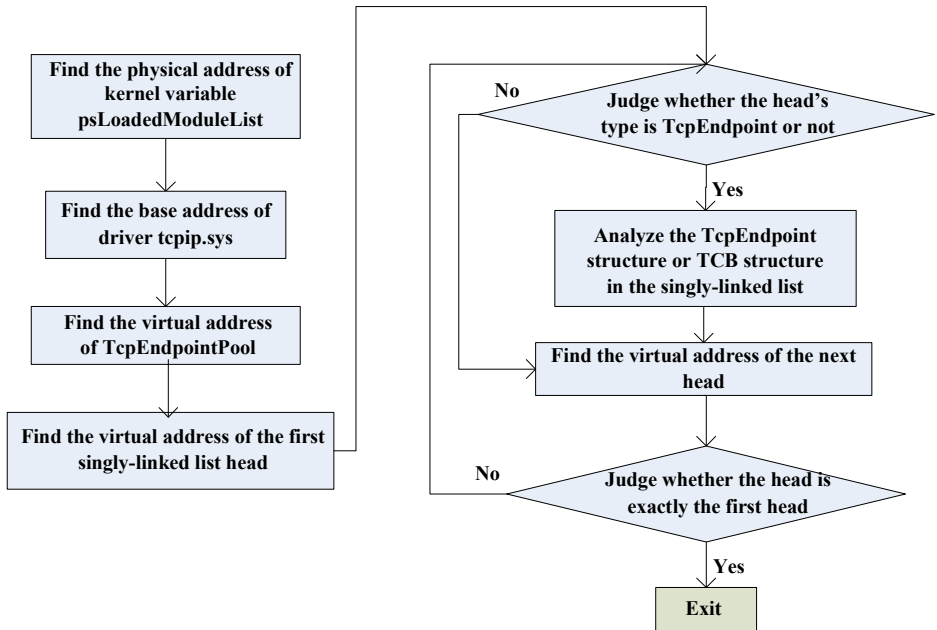 Find the physical address of
kernel variable
psLoadedModuleList
Find the base address of
driver tcpip.sys
Find the virtual address
of TcpEndpointPool
Find the virtual address of the first
singly-linked list head
No
Judge whether the head's
type is TcpEndpoint or not
Yes
Analyze the TcpEndpoint
structure or TCB structure
in the singly-linked list
Find the virtual address of the next
head
No
Judge whether the head is
exactly the first head
Yes
Exit